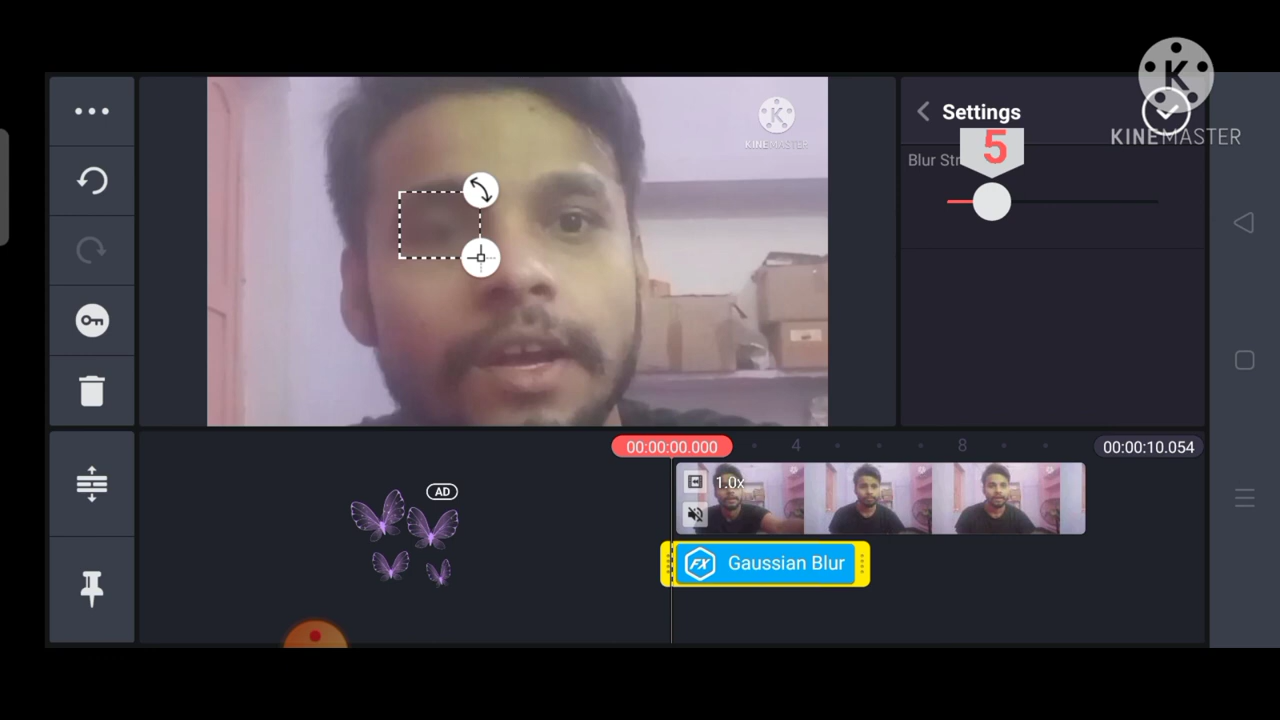 Settings
KINEMASTER
KINEMASTER
5
Blur Str
00:00:00.000
4
8
00:00:10.054
AD
1.0x
FX
Gaussian Blur